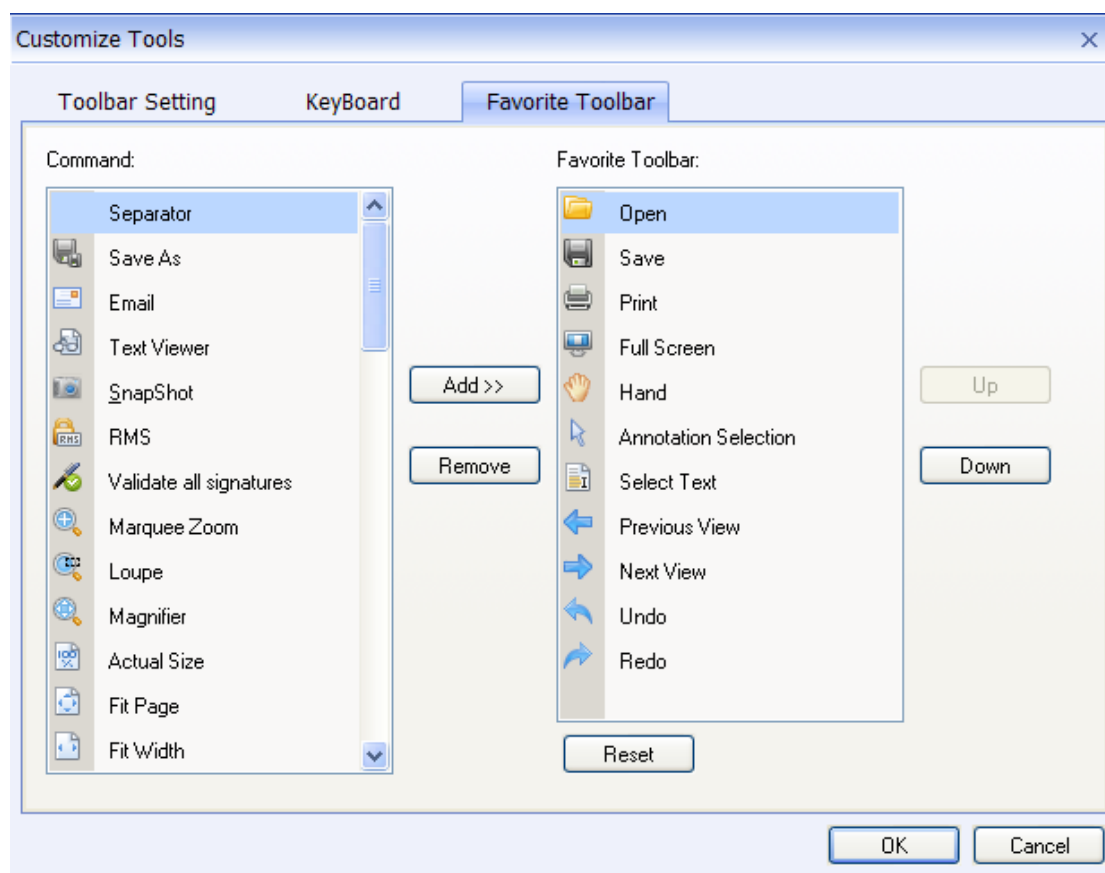 Customize Tools
Toolbar Setting
KeyBoard
Favorite Toolbar
Command:
Separator
Save As
Email
Text Viewer
SnapShot
RMS
Validate all signatures
Marquee Zoom
Loupe
Magnifier
Actual Size
Fit Page
Fit Width
Add >>
Remove
Favorite Toolbar:
Open
Save
Print
Full Screen
Hand
Annotation Selection
Select Text
Previous View
Next View
Undo
Redo
Reset
Up
Down
OK
Cancel